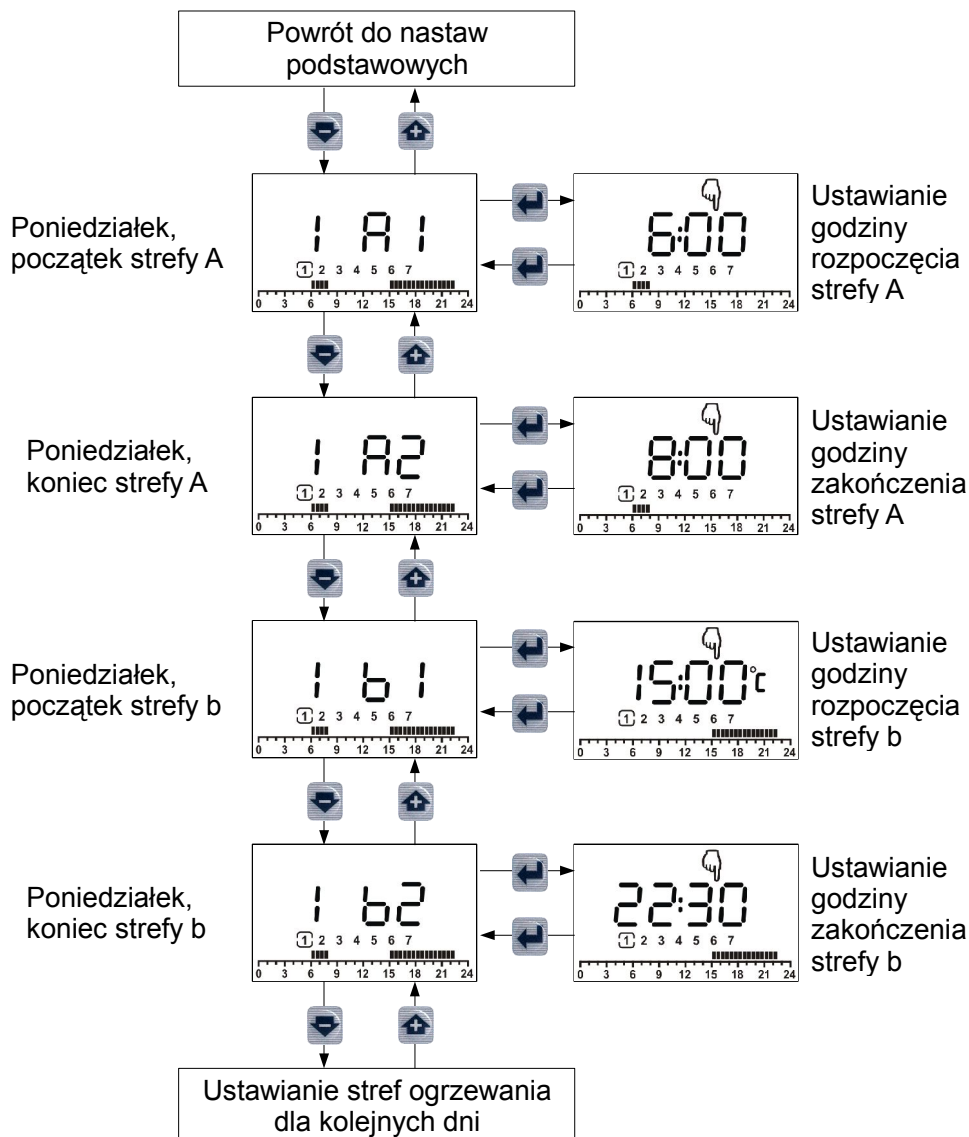 Powrót do nastaw
podstawowych
Poniedziałek,
początek strefy A
1 A1
1 2 3 4 5 6 7
0 3 6 9 12 15 18 21 24
6:00
1 2 3 4 5 6 7
0 3 6 9 12 15 18 21 24
Ustawianie
godziny
rozpoczęcia
strefy A
Poniedziałek,
koniec strefy A
1 A2
1 2 3 4 5 6 7
0 3 6 9 12 15 18 21 24
8:00
1 2 3 4 5 6 7
0 3 6 9 12 15 18 21 24
Ustawianie
godziny
zakończenia
strefy A
Poniedziałek,
początek strefy b
1 b1
1 2 3 4 5 6 7
0 3 6 9 12 15 18 21 24
15:00°C
1 2 3 4 5 6 7
0 3 6 9 12 15 18 21 24
Ustawianie
godziny
rozpoczęcia
strefy b
Poniedziałek,
koniec strefy b
1 b2
1 2 3 4 5 6 7
0 3 6 9 12 15 18 21 24
22:30
1 2 3 4 5 6 7
0 3 6 9 12 15 18 21 24
Ustawianie
godziny
zakończenia
strefy b
Ustawianie stref ogrzewania
dla kolejnych dni